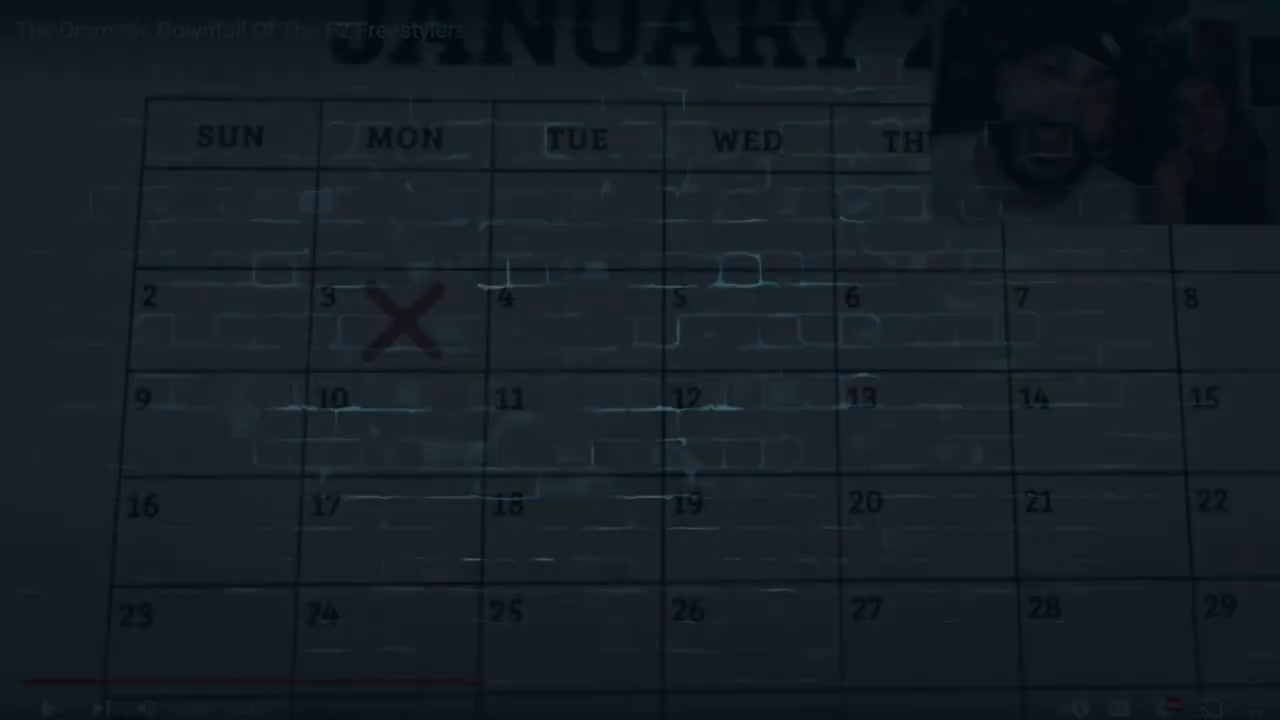 The Dramatic Downfall Of The F2 Freestylers
JANUARY
SUN MON TUE WED TH
2 3 4 5 6 7 8
9 10 11 12 13 14 15
16 17 18 19 20 21 22
23 24 25 26 27 28 29